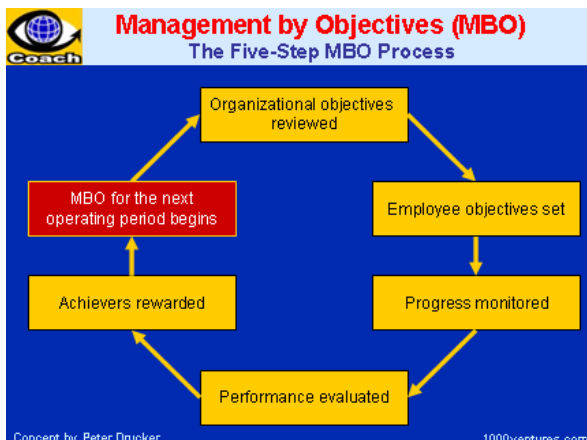 Coach
Management by Objectives (MBO)
The Five-Step MBO Process
Organizational objectives
reviewed
MBO for the next
operating period begins
Employee objectives set
Achievers rewarded
Progress monitored
Performance evaluated
Concept by Peter Drucker
1000ventures.com